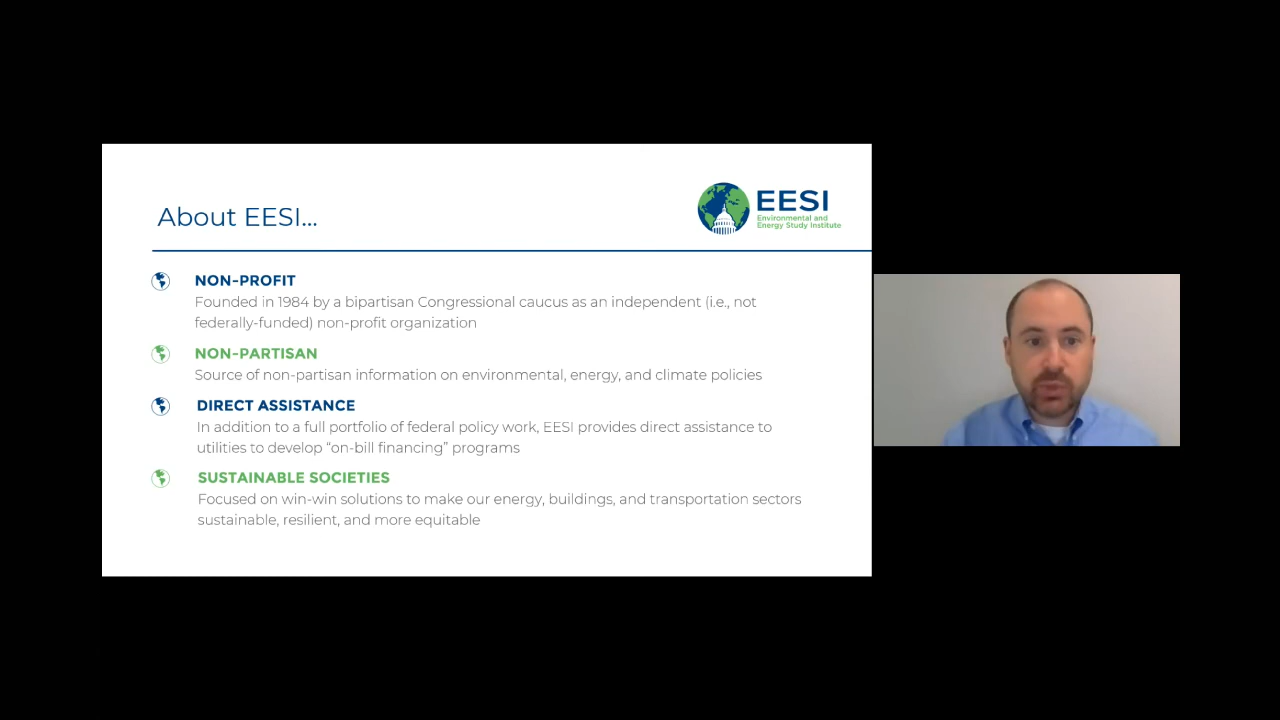 About EESI...
EESI
Environmental and
Energy Study Institute
NON-PROFIT
Founded in 1984 by a bipartisan Congressional caucus as an independent (i.e., not
federally-funded) non-profit organization
NON-PARTISAN
Source of non-partisan information on environmental, energy, and climate policies
DIRECT ASSISTANCE
In addition to a full portfolio of federal policy work, EESI provides direct assistance to
utilities to develop “on-bill financing” programs
SUSTAINABLE SOCIETIES
Focused on win-win solutions to make our energy, buildings, and transportation sectors
sustainable, resilient, and more equitable